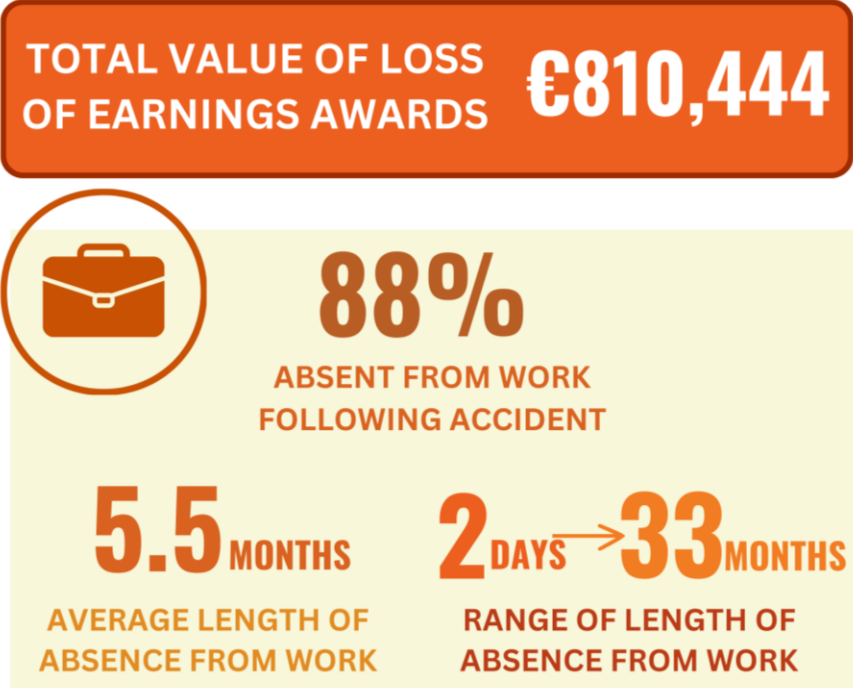 TOTAL VALUE OF LOSS
OF EARNINGS AWARDS
€810,444
88%
ABSENT FROM WORK
FOLLOWING ACCIDENT
5.5 MONTHS
AVERAGE LENGTH OF
ABSENCE FROM WORK
2 DAYS → 33 MONTHS
RANGE OF LENGTH OF
ABSENCE FROM WORK